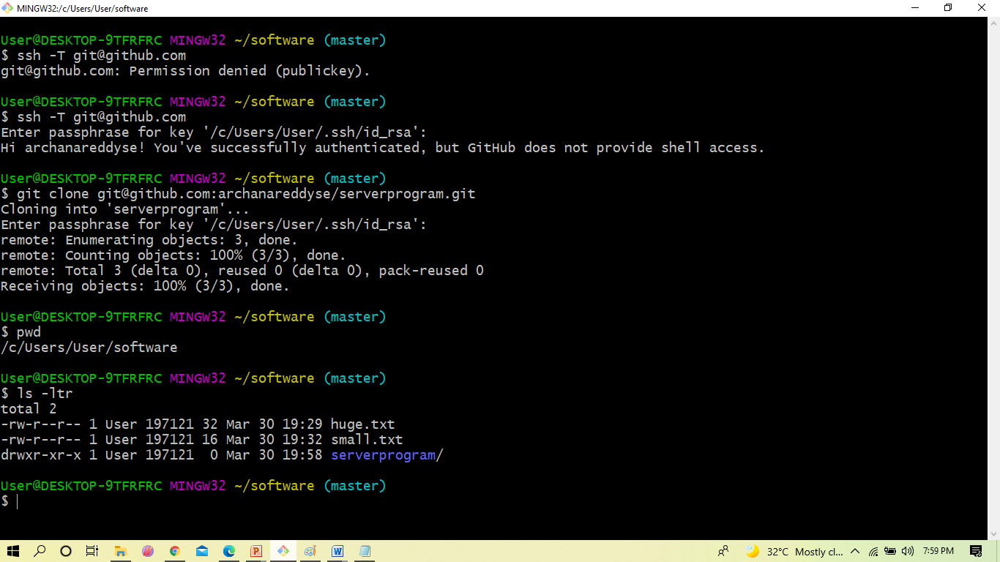 MINGW32:/c/Users/User/software
User@DESKTOP-9TFRFRC MINGW32 ~/software (master)
$ ssh -T git@github.com
git@github.com: Permission denied (publickey).
User@DESKTOP-9TFRFRC MINGW32 ~/software (master)
$ ssh -T git@github.com
Enter passphrase for key '/c/Users/User/.ssh/id_rsa':
Hi archanareddyse! You've successfully authenticated, but GitHub does not provide shell access.
User@DESKTOP-9TFRFRC MINGW32 ~/software (master)
$ git clone git@github.com:archanareddyse/serverprogram.git
Cloning into 'serverprogram'...
Enter passphrase for key '/c/Users/User/.ssh/id_rsa':
remote: Enumerating objects: 3, done.
remote: Counting objects: 100% (3/3), done.
remote: Total 3 (delta 0), reused 0 (delta 0), pack-reused 0
Receiving objects: 100% (3/3), done.
User@DESKTOP-9TFRFRC MINGW32 ~/software (master)
$ pwd
/c/Users/User/software
User@DESKTOP-9TFRFRC MINGW32 ~/software (master)
$ ls -ltr
total 2
-rw-r--r-- 1 User 197121 32 Mar 30 19:29 huge.txt
-rw-r--r-- 1 User 197121 16 Mar 30 19:32 small.txt
drwxr-xr-x 1 User 197121  0 Mar 30 19:58 serverprogram/
User@DESKTOP-9TFRFRC MINGW32 ~/software (master)
$
32°C Mostly cl... 7:59 PM